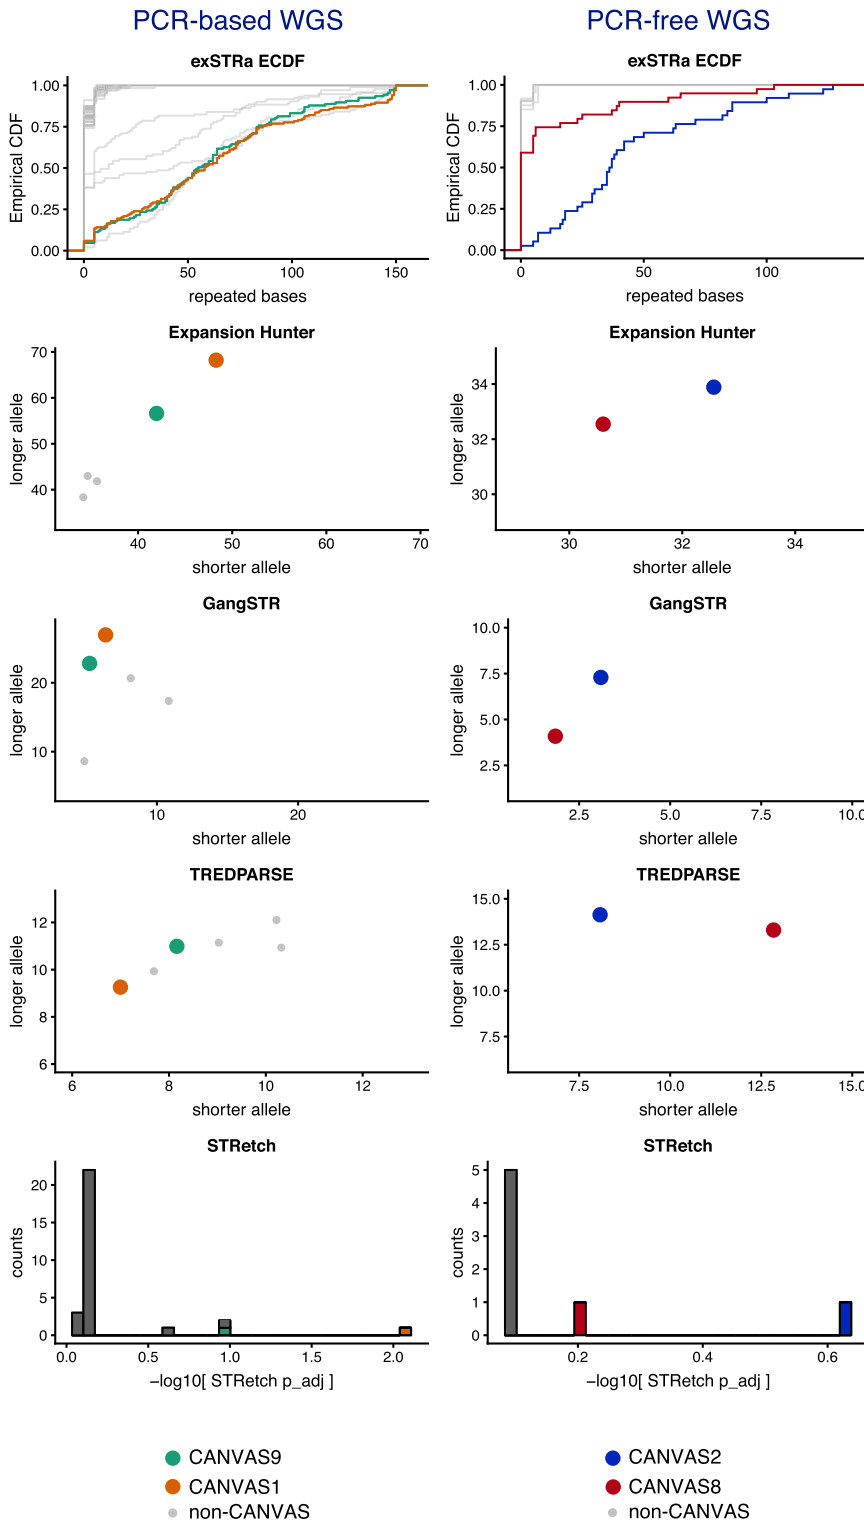 PCR-based WGS
PCR-free WGS
exSTRa ECDF
1.00
0.75
0.50
0.25
0.00
Empirical CDF
0
50
100
150
repeated bases
exSTRa ECDF
1.00
0.75
0.50
0.25
0.00
Empirical CDF
0
50
100
repeated bases
Expansion Hunter
70
60
50
40
longer allele
40
50
60
70
shorter allele
Expansion Hunter
34
32
30
longer allele
30
32
34
shorter allele
GangSTR
20
10
longer allele
10
20
shorter allele
GangSTR
10.0
7.5
5.0
2.5
longer allele
2.5
5.0
7.5
10.0
shorter allele
TREDPARSE
12
10
8
6
longer allele
6
8
10
12
shorter allele
TREDPARSE
15.0
12.5
10.0
7.5
longer allele
7.5
10.0
12.5
15.0
shorter allele
STRetch
20
15
10
5
0
counts
0.0
0.5
1.0
1.5
2.0
−log10[ STRetch p_adj ]
STRetch
5
4
3
2
1
0
counts
0.2
0.4
0.6
−log10[ STRetch p_adj ]
CANVAS9
CANVAS1
non-CANVAS
CANVAS2
CANVAS8
non-CANVAS